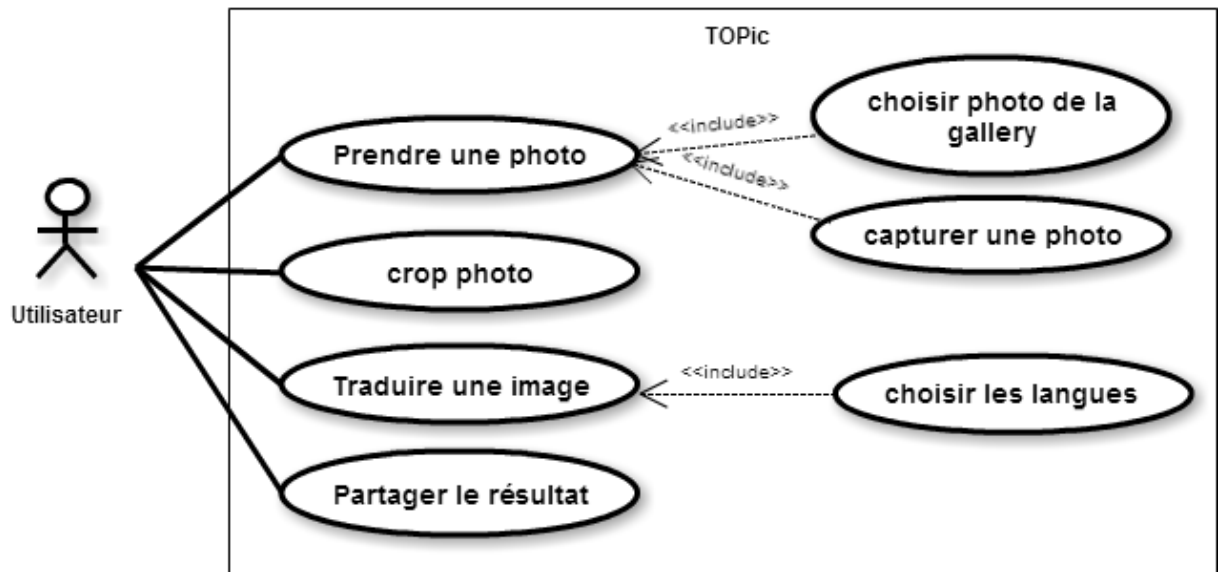 TOPic
choisir photo de la
gallery
<<include>>
Prendre une photo
<<include>>
capturer une photo
crop photo
Utilisateur
<<include>>
Traduire une image
choisir les langues
Partager le résultat